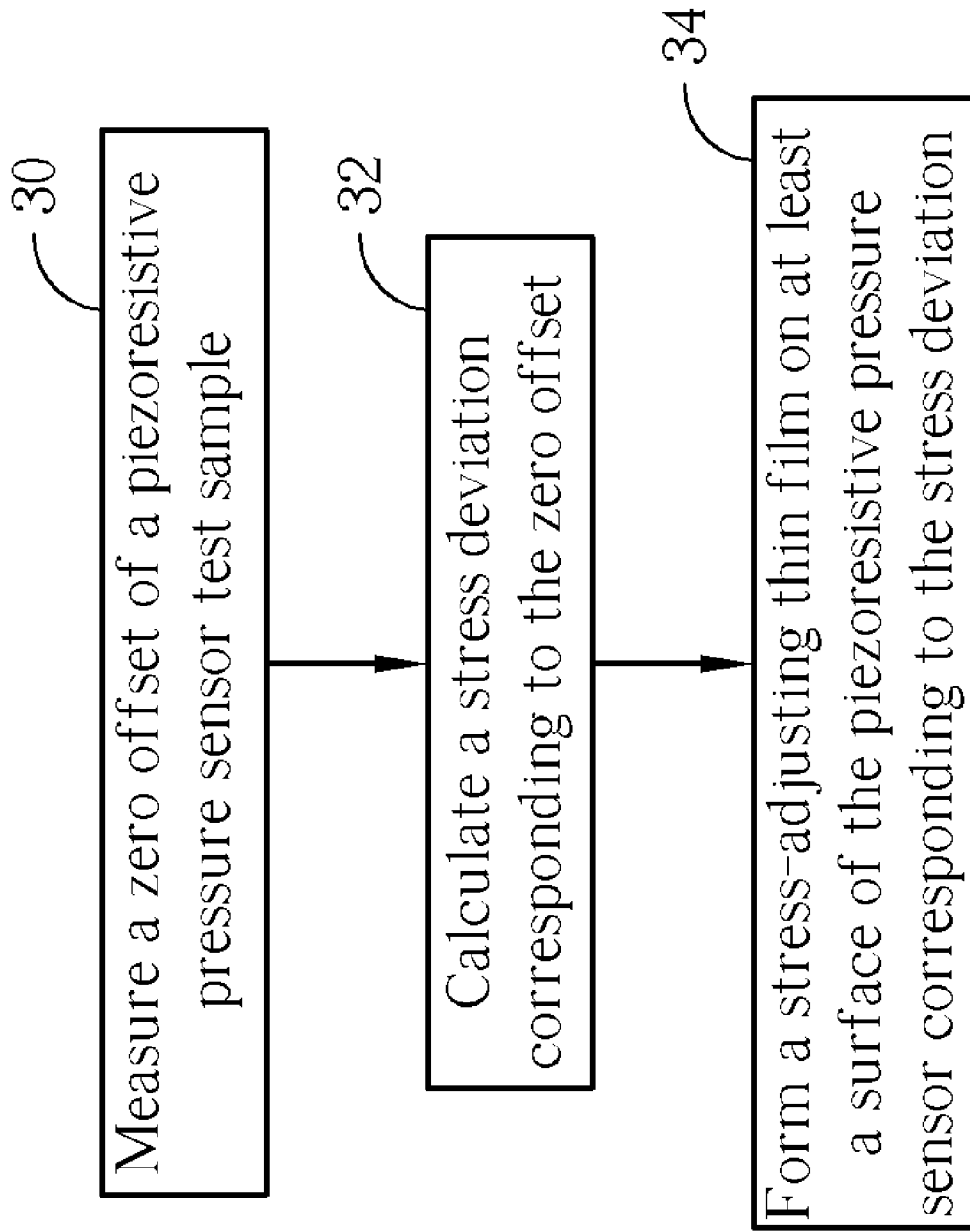 30
Measure a zero offset of a piezoresistive
pressure sensor test sample
32
Calculate a stress deviation
corresponding to the zero offset
34
Form a stress-adjusting thin film on at least
a surface of the piezoresistive pressure
sensor corresponding to the stress deviation